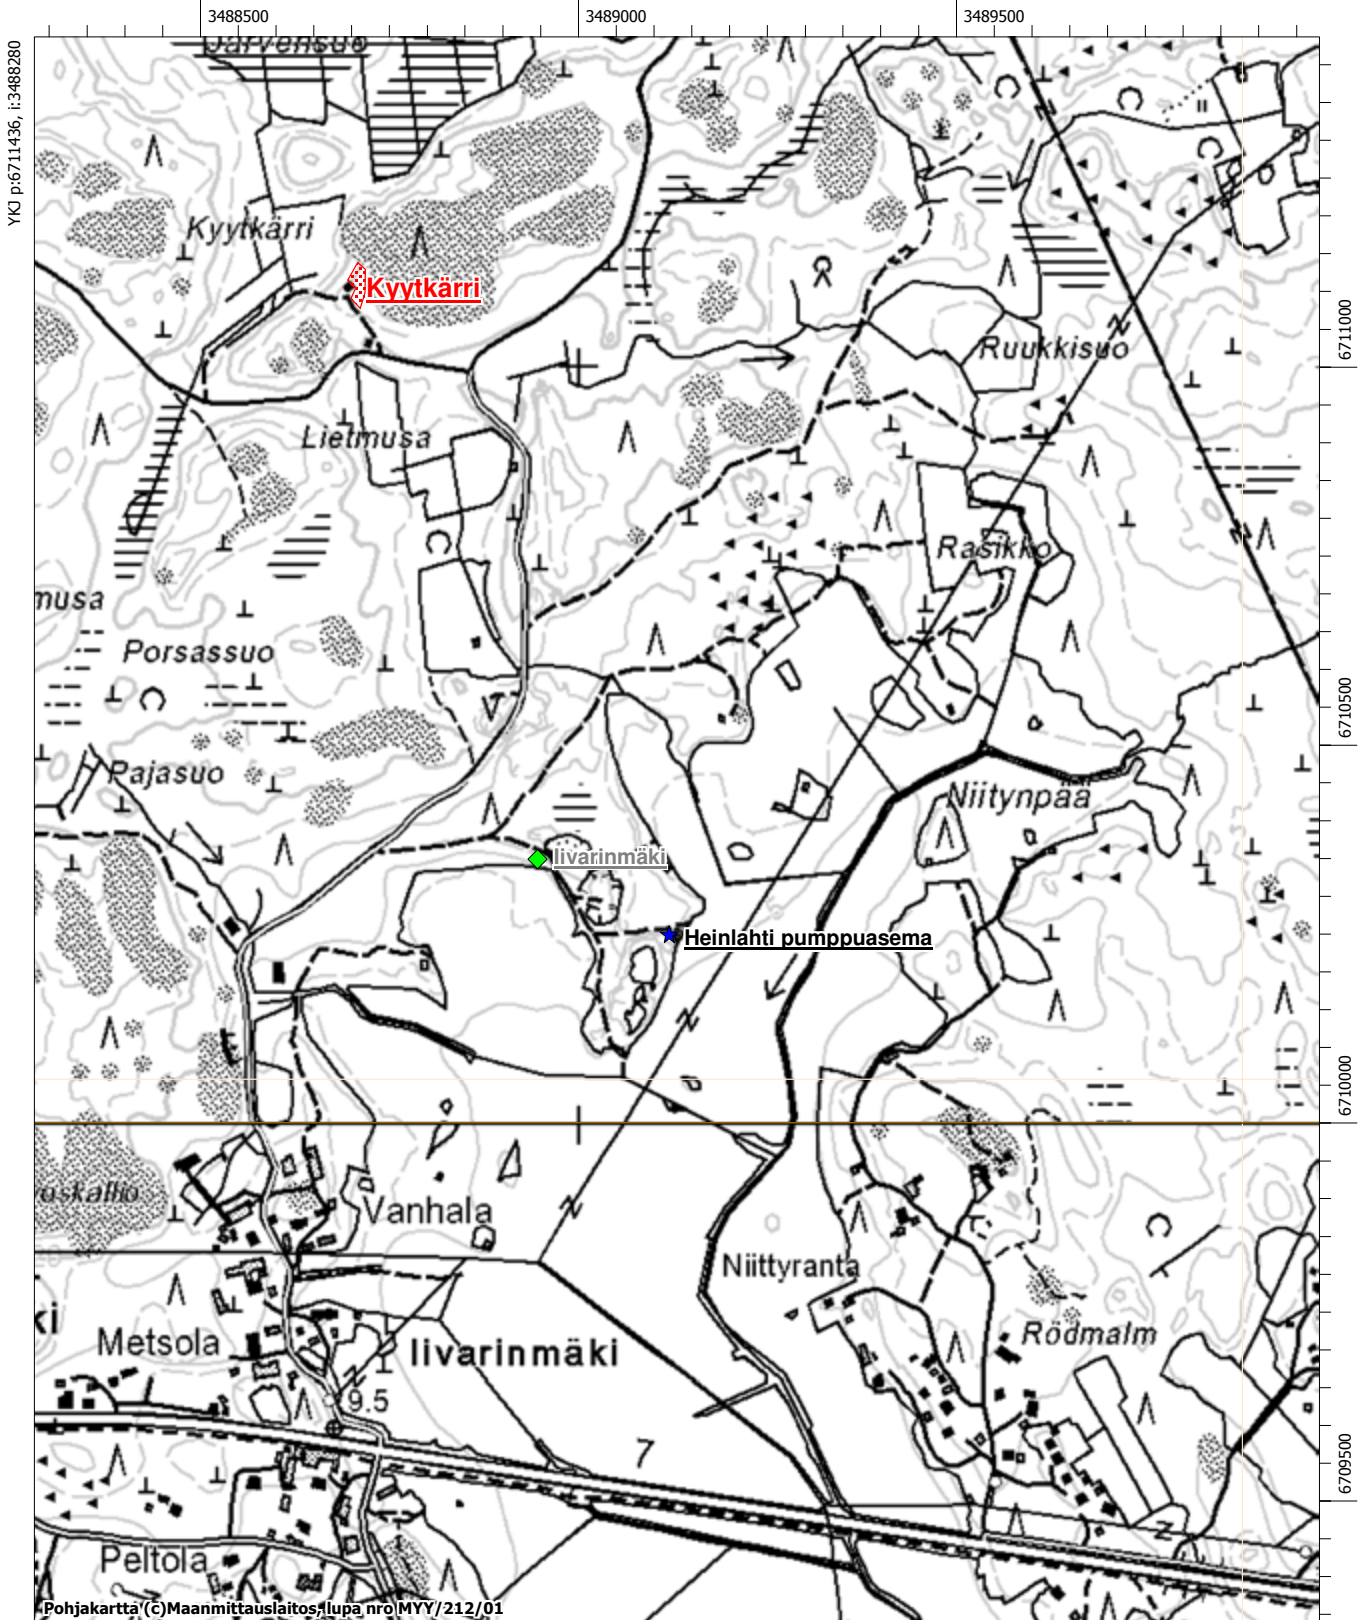 3488500
3489000
3489500
YKJ p:6711436, i:3488280
Järvensuo
Kyytkärri
Kyytkärri
6711000
Ruukkisuo
Lietmusa
Rasikko
musa
Porsassuo
6710500
Pajasuo
Niitynpää
Iivarinmäki
Heinlahti pumppuasema
6710000
Vanhala
Niittyranta
ki
Metsola
Iivarinmäki
Rödmalm
9.5
7
6709500
Peltola
Pohjakartta (c)Maanmittauslaitos, lupa nro MYY/212/01